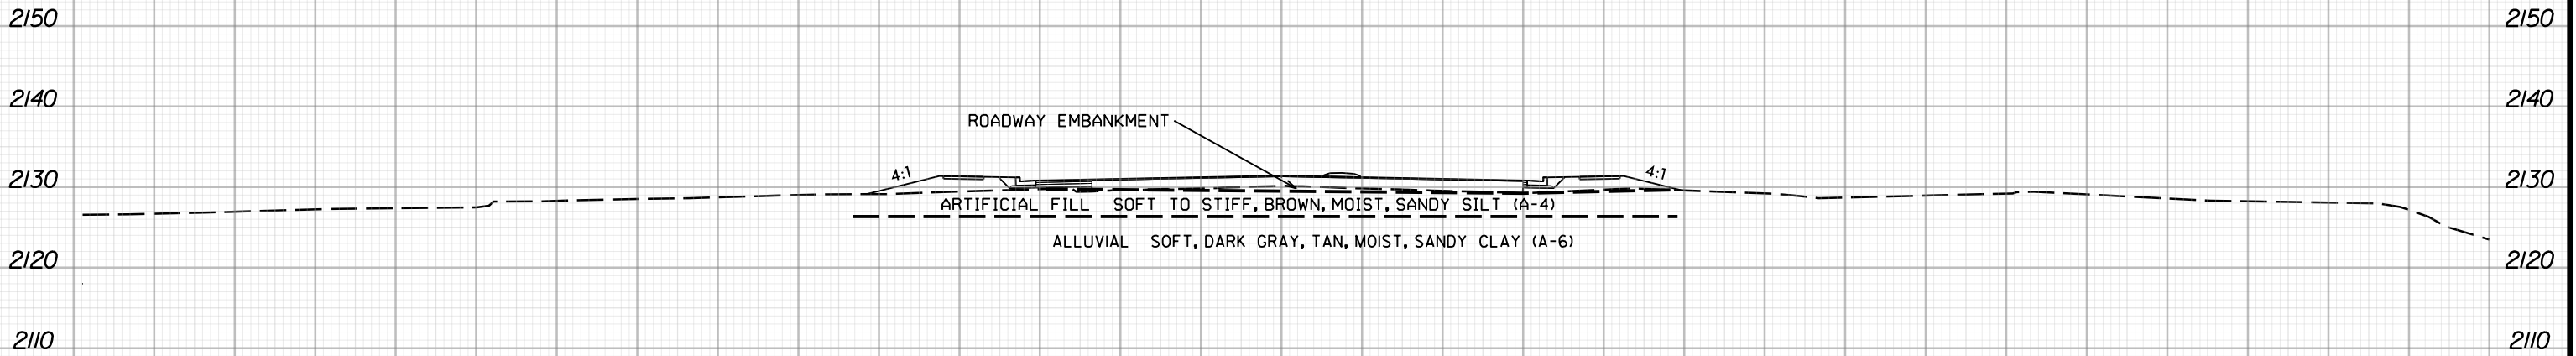 2150 2150
2140 2140
ROADWAY EMBANKMENT
4:1 4:1
2130 2130
ARTIFICIAL FILL SOFT TO STIFF, BROWN, MOIST, SANDY SILT (A-4)
ALLUVIAL SOFT, DARK GRAY, TAN, MOIST, SANDY CLAY (A-6)
2120 2120
2110 2110